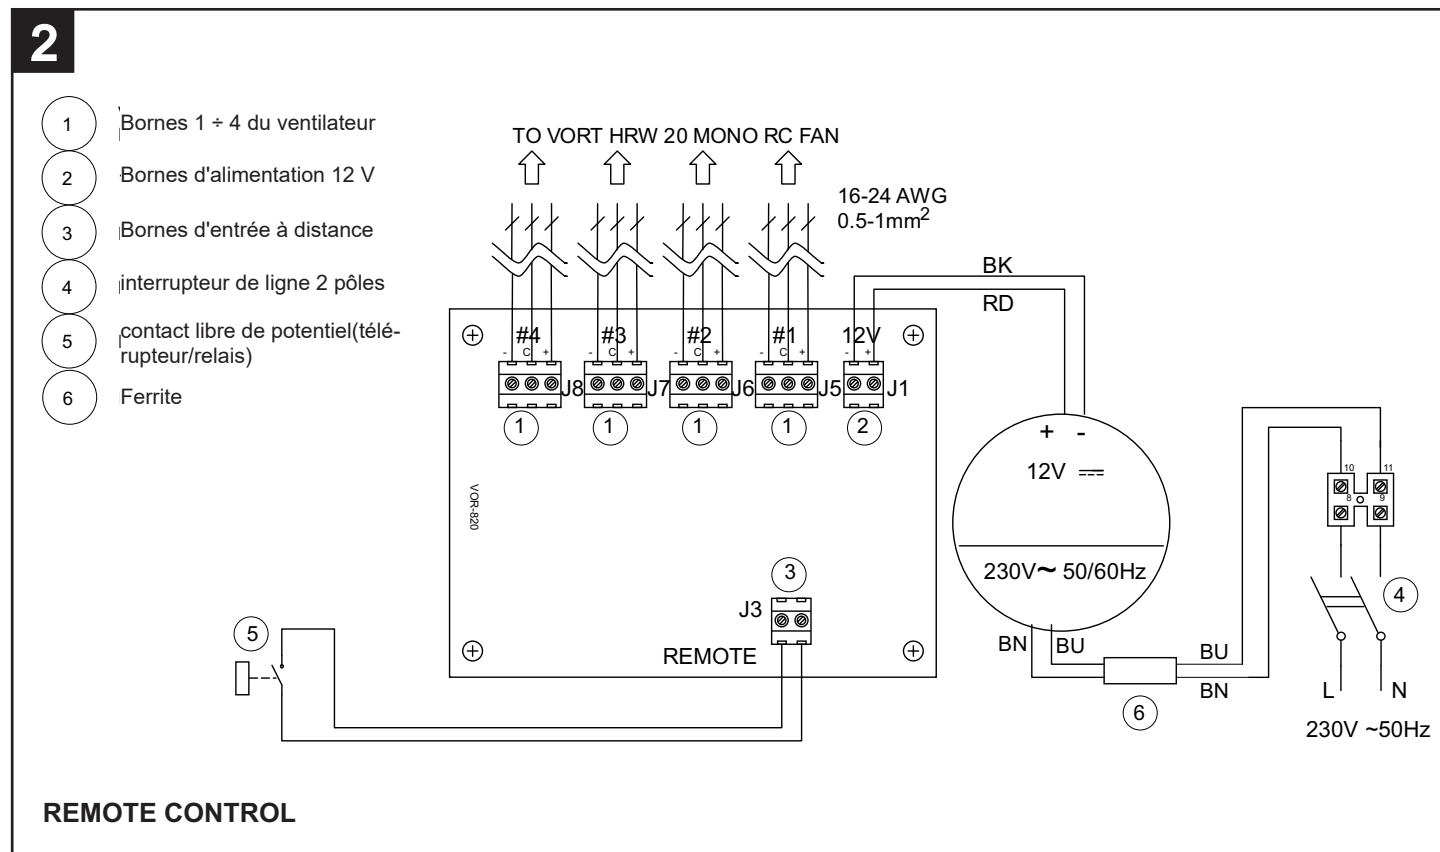 2
1 Bornes 1 ÷ 4 du ventilateur
2 Bornes d'alimentation 12 V
3 Bornes d'entrée à distance
4 interrupteur de ligne 2 pôles
5 contact libre de potentiel(télé-
rupteur/relais)
6 Ferrite
TO VORT HRW 20 MONO RC FAN
16-24 AWG
0.5-1mm²
BK
RD
#4 #3 #2 #1 12V
- C + - C + - C + - C + - +
J8 J7 J6 J5 J1
1 1 1 1 2
+ -
12V
10 11
8 9
VOR-820
230V~ 50/60Hz
3
4
J3
5
REMOTE
BN BU
BU
BN
6
L N
230V ~50Hz
REMOTE CONTROL